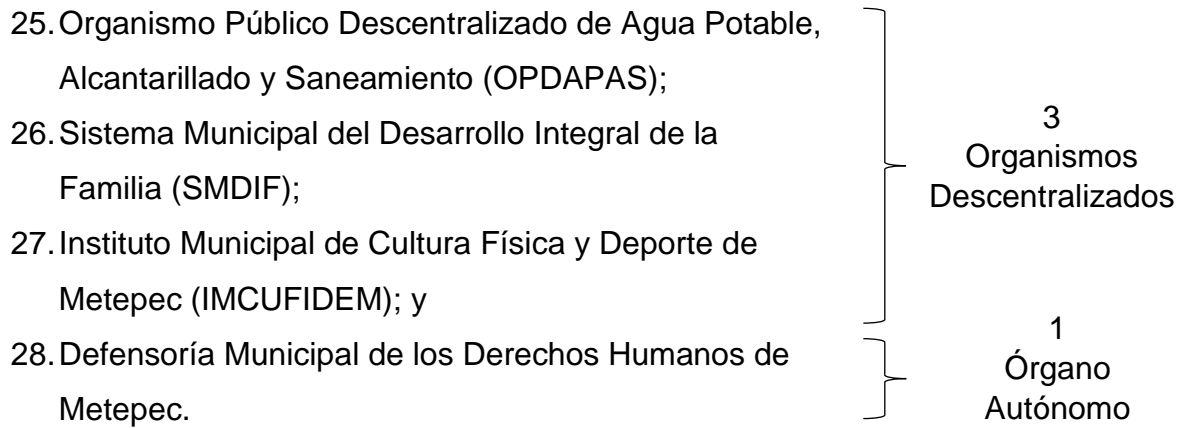 25. Organismo Público Descentralizado de Agua Potable,
Alcantarillado y Saneamiento (OPDAPAS);
26. Sistema Municipal del Desarrollo Integral de la
Familia (SMDIF);
27. Instituto Municipal de Cultura Física y Deporte de
Metepec (IMCUFIDEM); y
28. Defensoría Municipal de los Derechos Humanos de
Metepec.
3
Organismos
Descentralizados
1
Órgano
Autónomo